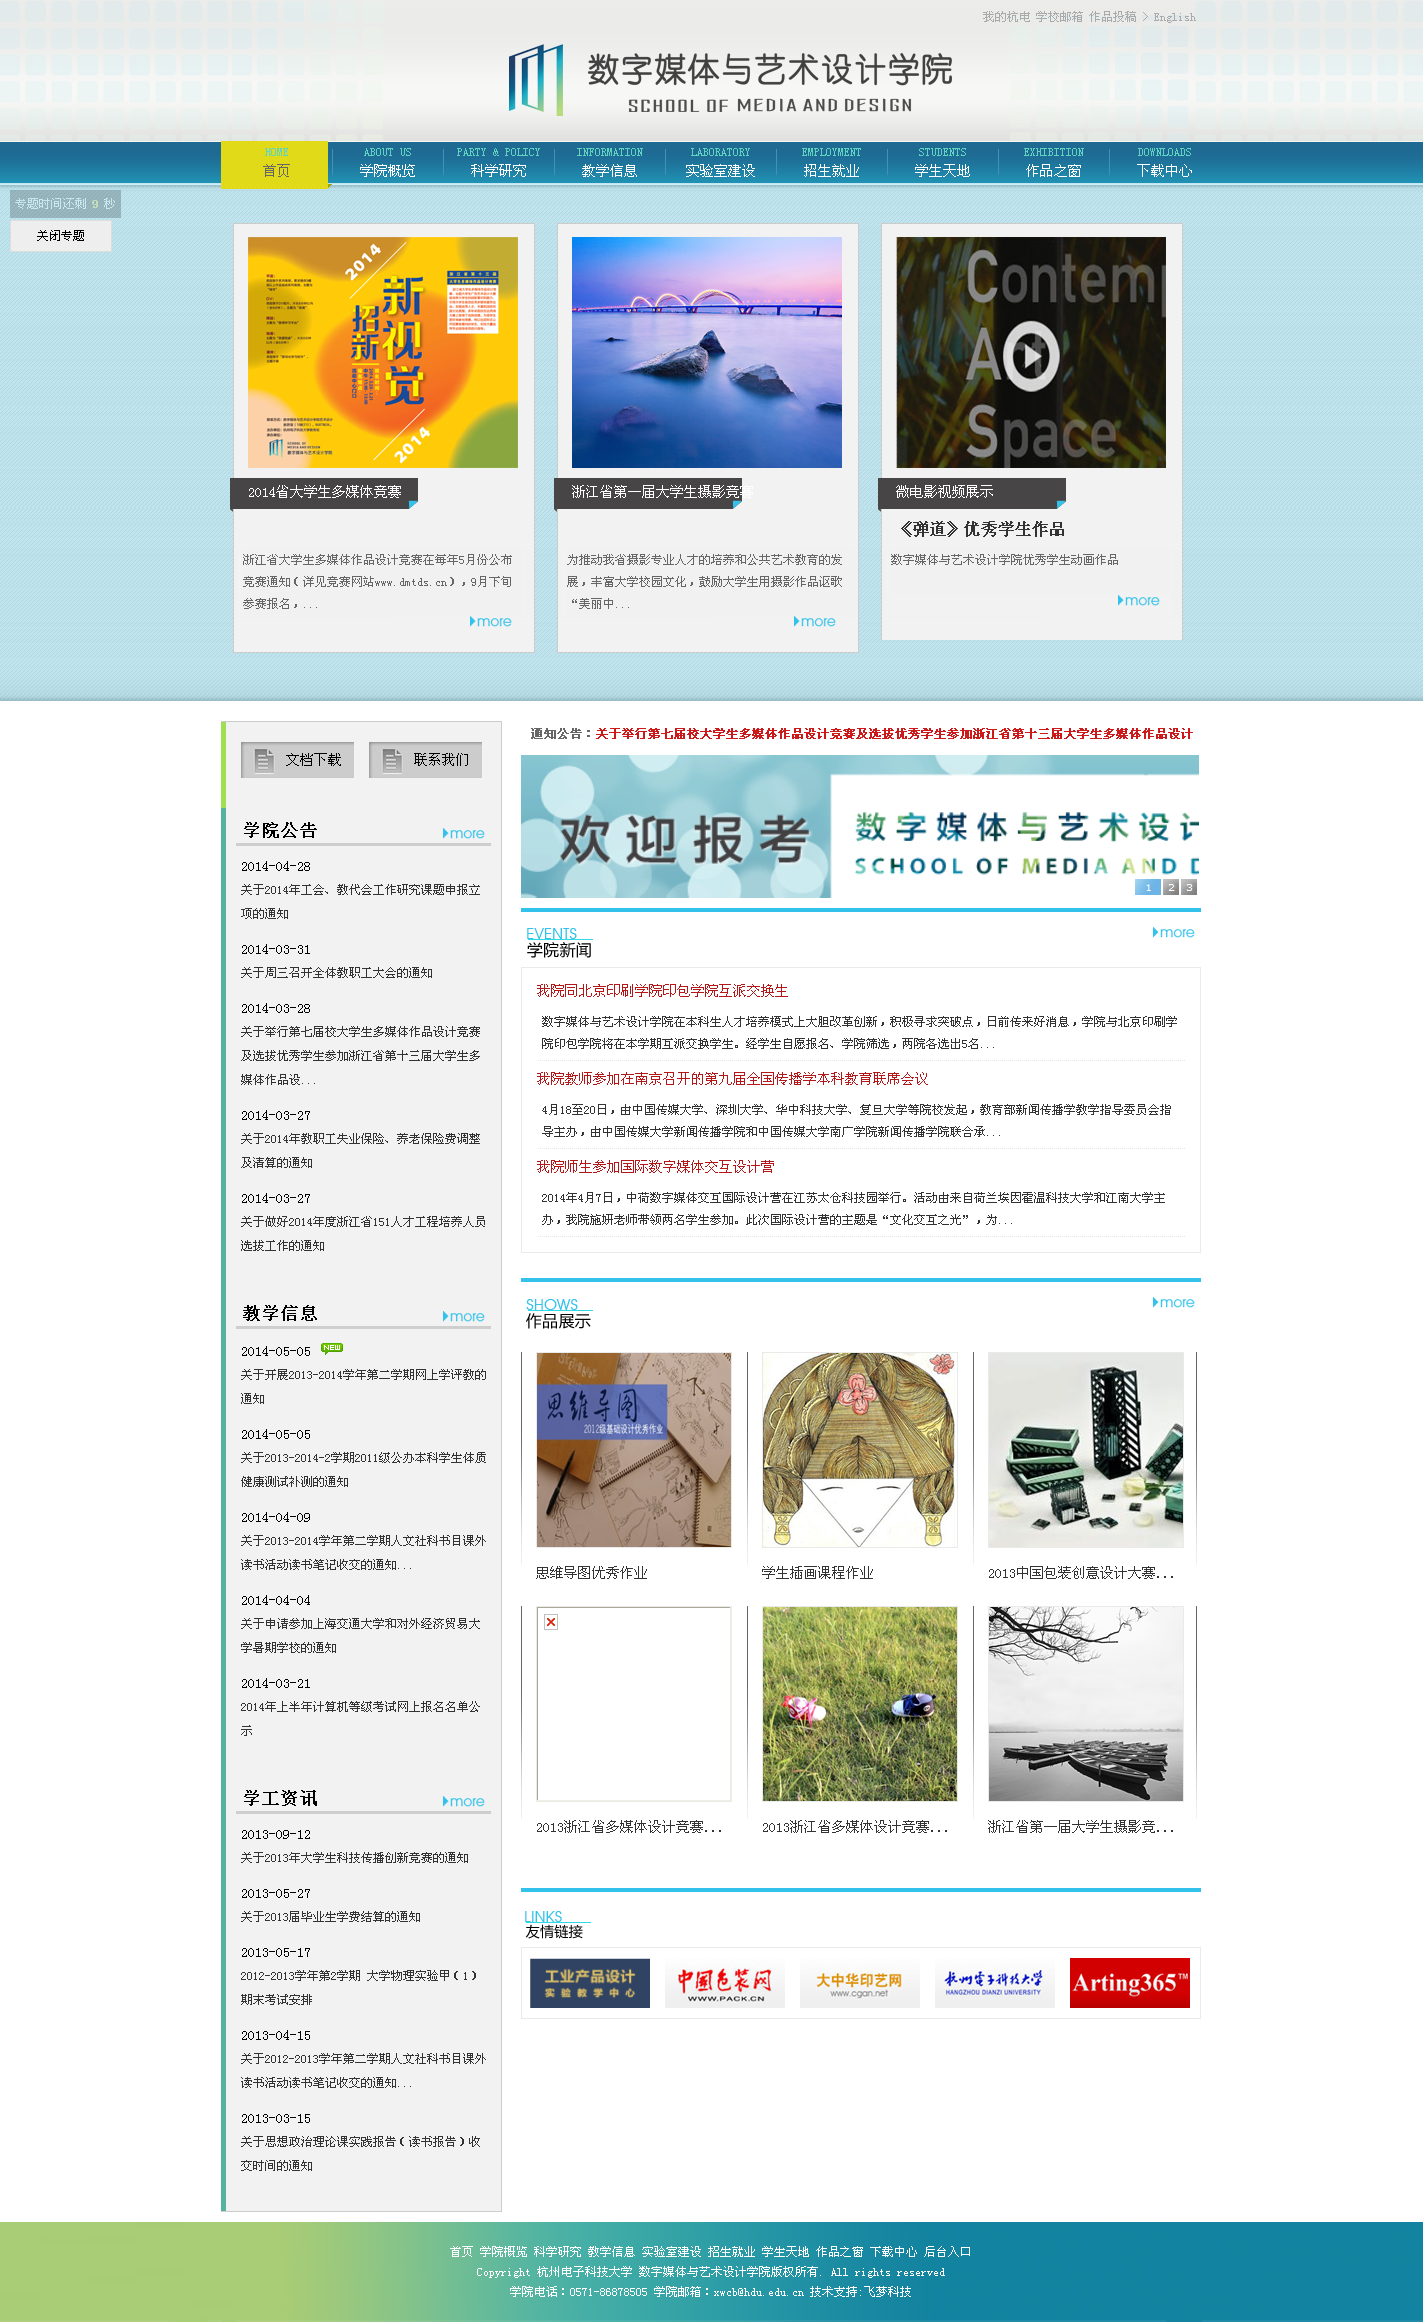 我的杭电 学校邮箱 作品投稿 > English
数字媒体与艺术设计学院
SCHOOL OF MEDIA AND DESIGN
HOME ABOUT US PARTY & POLICY INFORMATION LABORATORY EMPLOYMENT STUDENTS EXHIBITION DOWNLOADS
首页 学院概览 科学研究 教学信息 实验室建设 招生就业 学生天地 作品之窗 下载中心
专题时间还剩 9 秒
关闭专题
2014
新视觉
招新
2014
SCHOOL OF
MEDIA AND DESIGN
数字媒体与艺术设计学院
Contem
Art
Space
2014省大学生多媒体竞赛
浙江省大学生多媒体作品设计竞赛在每年5月份公布
竞赛通知（详见竞赛网站www.dmtds.cn），9月下旬
参赛报名，...
more
浙江省第一届大学生摄影竞赛
为推动我省摄影专业人才的培养和公共艺术教育的发
展，丰富大学校园文化，鼓励大学生用摄影作品讴歌
“美丽中...
more
微电影视频展示
《弹道》优秀学生作品
数字媒体与艺术设计学院优秀学生动画作品
more
文档下载 联系我们
学院公告 more
2014-04-28
关于2014年工会、教代会工作研究课题申报立
项的通知
2014-03-31
关于周三召开全体教职工大会的通知
2014-03-28
关于举行第七届校大学生多媒体作品设计竞赛
及选拔优秀学生参加浙江省第十三届大学生多
媒体作品设...
2014-03-27
关于2014年教职工失业保险、养老保险费调整
及清算的通知
2014-03-27
关于做好2014年度浙江省151人才工程培养人员
选拔工作的通知
教学信息 more
2014-05-05 NEW
关于开展2013-2014学年第二学期网上学评教的
通知
2014-05-05
关于2013-2014-2学期2011级公办本科学生体质
健康测试补测的通知
2014-04-09
关于2013-2014学年第二学期人文社科书目课外
读书活动读书笔记收交的通知...
2014-04-04
关于申请参加上海交通大学和对外经济贸易大
学暑期学校的通知
2014-03-21
2014年上半年计算机等级考试网上报名名单公
示
学工资讯 more
2013-09-12
关于2013年大学生科技传播创新竞赛的通知
2013-05-27
关于2013届毕业生学费结算的通知
2013-05-17
2012-2013学年第2学期 大学物理实验甲（1）
期末考试安排
2013-04-15
关于2012-2013学年第二学期人文社科书目课外
读书活动读书笔记收交的通知...
2013-03-15
关于思想政治理论课实践报告（读书报告）收
交时间的通知
通知公告：关于举行第七届校大学生多媒体作品设计竞赛及选拔优秀学生参加浙江省第十三届大学生多媒体作品设计
欢迎报考
数字媒体与艺术设计
SCHOOL OF MEDIA AND D
1 2 3
EVENTS
学院新闻
more
我院同北京印刷学院印包学院互派交换生
数字媒体与艺术设计学院在本科生人才培养模式上大胆改革创新，积极寻求突破点，日前传来好消息，学院与北京印刷学
院印包学院将在本学期互派交换学生。经学生自愿报名、学院筛选，两院各选出5名...
我院教师参加在南京召开的第九届全国传播学本科教育联席会议
4月18至20日，由中国传媒大学、深圳大学、华中科技大学、复旦大学等院校发起，教育部新闻传播学教学指导委员会指
导主办，由中国传媒大学新闻传播学院和中国传媒大学南广学院新闻传播学院联合承...
我院师生参加国际数字媒体交互设计营
2014年4月7日，中荷数字媒体交互国际设计营在江苏太仓科技园举行。活动由来自荷兰埃因霍温科技大学和江南大学主
办，我院施妍老师带领两名学生参加。此次国际设计营的主题是“文化交互之光”，为...
SHOWS
作品展示
more
思维导图
2012级基础设计优秀作业
思维导图优秀作业 学生插画课程作业 2013中国包装创意设计大赛...
2013浙江省多媒体设计竞赛... 2013浙江省多媒体设计竞赛... 浙江省第一届大学生摄影竞...
LINKS
友情链接
工业产品设计
实验教学中心
中国包装网
WWW.PACK.CN
大中华印艺网
www.cgan.net
杭州电子科技大学
HANGZHOU DIANZI UNIVERSITY
Arting365™
首页 学院概览 科学研究 教学信息 实验室建设 招生就业 学生天地 作品之窗 下载中心 后台入口
Copyright 杭州电子科技大学 数字媒体与艺术设计学院版权所有. All rights reserved
学院电话：0571-86878505 学院邮箱：xwcb@hdu.edu.cn 技术支持:飞梦科技